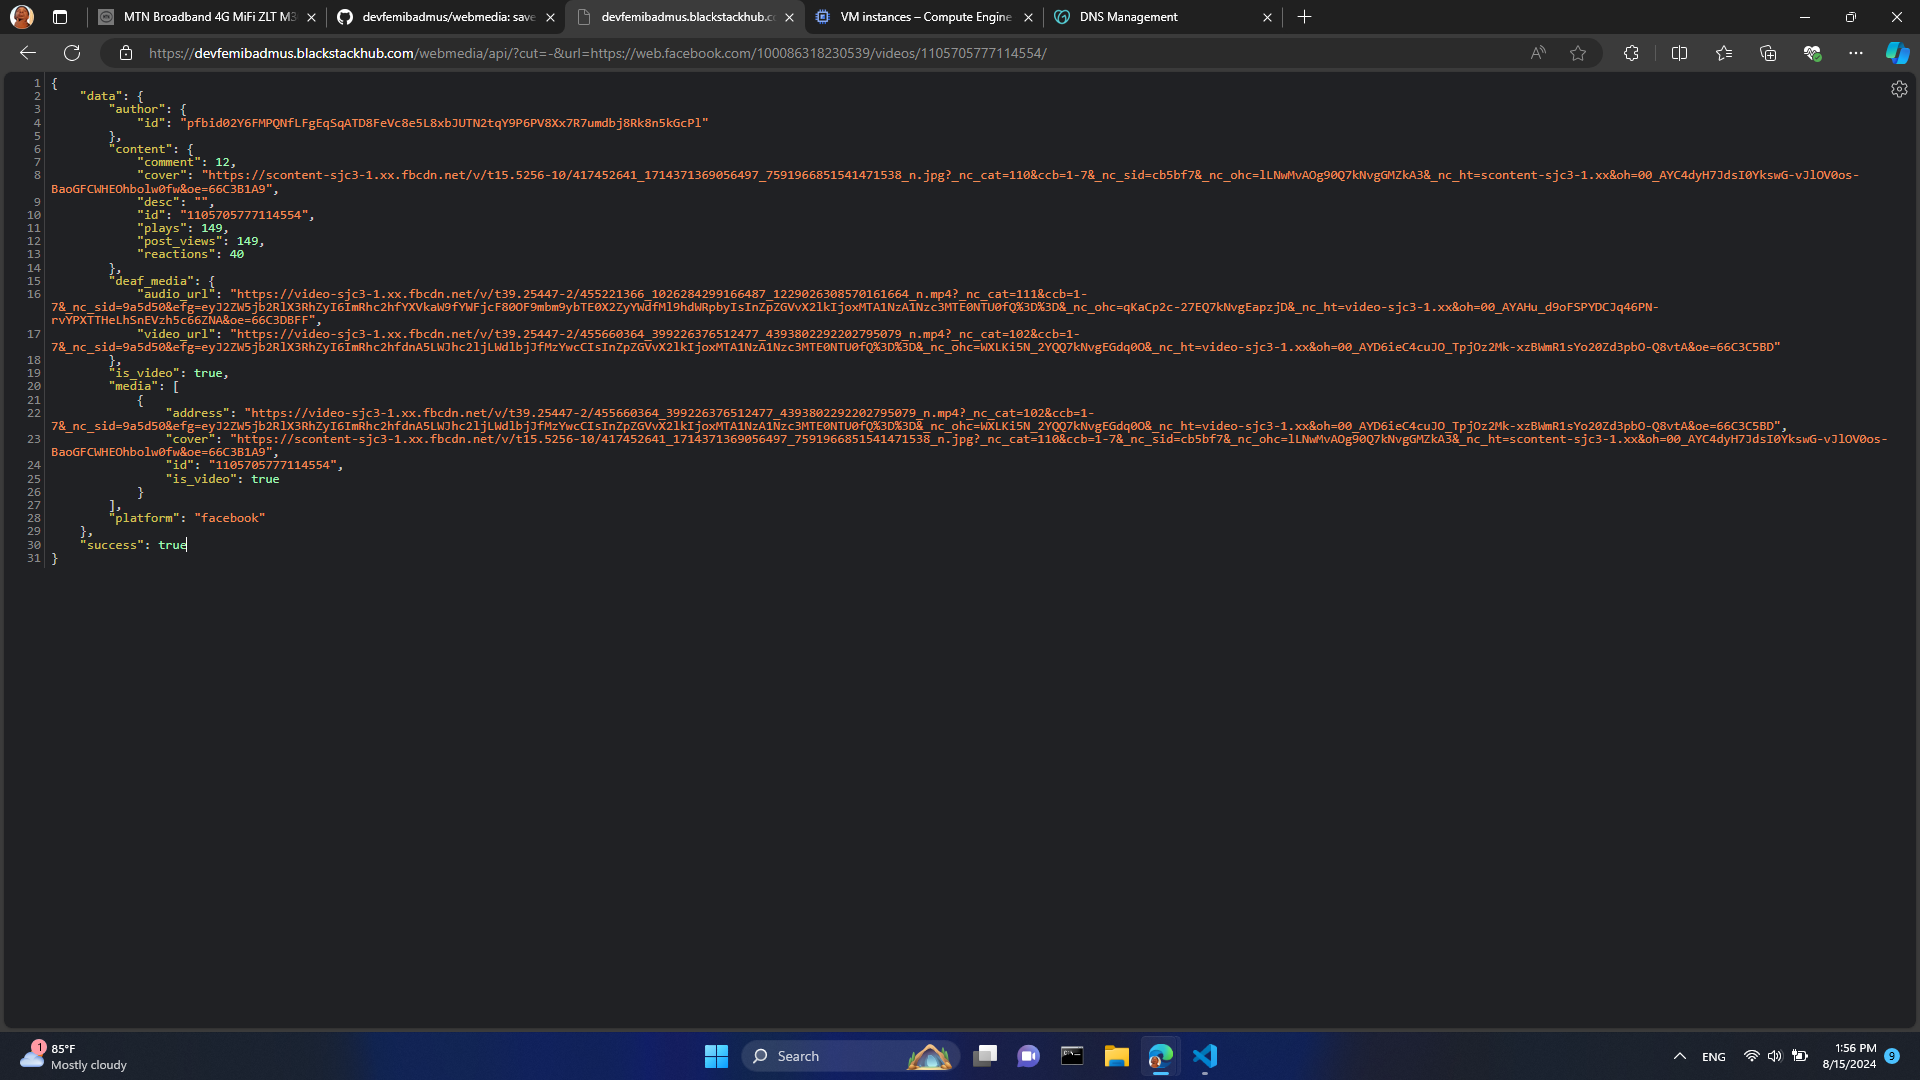 MTN Broadband 4G MiFi ZLT M3
devfemibadmus/webmedia: save
devfemibadmus.blackstackhub.co
VM instances – Compute Engine
DNS Management
https://devfemibadmus.blackstackhub.com/webmedia/api/?cut=-&url=https://web.facebook.com/100086318230539/videos/1105705777114554/
1 {
2 "data": {
3 "author": {
4 "id": "pfbid02Y6FMPQNfLFgEqSqATD8FeVc8e5L8xbJUTN2tqY9P6PV8Xx7R7umdbj8Rk8n5kGcPl"
5 },
6 "content": {
7 "comment": 12,
8 "cover": "https://scontent-sjc3-1.xx.fbcdn.net/v/t15.5256-10/417452641_1714371369056497_7591966851541471538_n.jpg?_nc_cat=110&ccb=1-7&_nc_sid=cb5bf7&_nc_ohc=lLNwMvAOg90Q7kNvgGMZkA3&_nc_ht=scontent-sjc3-1.xx&oh=00_AYC4dyH7JdsI0YkswG-vJlOV0os-
BaoGFCWHEOhbolw0fw&oe=66C3B1A9",
9 "desc": "",
10 "id": "1105705777114554",
11 "plays": 149,
12 "post_views": 149,
13 "reactions": 40
14 },
15 "deaf_media": {
16 "audio_url": "https://video-sjc3-1.xx.fbcdn.net/v/t39.25447-2/455221366_1026284299166487_1229026308570161664_n.mp4?_nc_cat=111&ccb=1-
7&_nc_sid=9a5d50&efg=eyJ2ZW5jb2RlX3RhZyI6ImRhc2hfYXVkaW9fYWFjcF80OF9mbm9ybTE0X2ZyYWdfMl9hdWRpbyIsInZpZGVvX2lkIjoxMTA1NzA1Nzc3MTE0NTU0fQ%3D%3D&_nc_ohc=qKaCp2c-27EQ7kNvgEapzjD&_nc_ht=video-sjc3-1.xx&oh=00_AYAHu_d9oFSPYDCJq46PN-
rvYPXTTHeLhSnEVzh5c66ZNA&oe=66C3DBFF",
17 "video_url": "https://video-sjc3-1.xx.fbcdn.net/v/t39.25447-2/455660364_399226376512477_4393802292202795079_n.mp4?_nc_cat=102&ccb=1-
7&_nc_sid=9a5d50&efg=eyJ2ZW5jb2RlX3RhZyI6ImRhc2hfdnA5LWJhc2ljLWdlbjJfMzYwcCIsInZpZGVvX2lkIjoxMTA1NzA1Nzc3MTE0NTU0fQ%3D%3D&_nc_ohc=WXLKi5N_2YQQ7kNvgEGdq0O&_nc_ht=video-sjc3-1.xx&oh=00_AYD6ieC4cuJO_TpjOz2Mk-xzBWmR1sYo20Zd3pbO-Q8vtA&oe=66C3C5BD"
18 },
19 "is_video": true,
20 "media": [
21 {
22 "address": "https://video-sjc3-1.xx.fbcdn.net/v/t39.25447-2/455660364_399226376512477_4393802292202795079_n.mp4?_nc_cat=102&ccb=1-
7&_nc_sid=9a5d50&efg=eyJ2ZW5jb2RlX3RhZyI6ImRhc2hfdnA5LWJhc2ljLWdlbjJfMzYwcCIsInZpZGVvX2lkIjoxMTA1NzA1Nzc3MTE0NTU0fQ%3D%3D&_nc_ohc=WXLKi5N_2YQQ7kNvgEGdq0O&_nc_ht=video-sjc3-1.xx&oh=00_AYD6ieC4cuJO_TpjOz2Mk-xzBWmR1sYo20Zd3pbO-Q8vtA&oe=66C3C5BD",
23 "cover": "https://scontent-sjc3-1.xx.fbcdn.net/v/t15.5256-10/417452641_1714371369056497_7591966851541471538_n.jpg?_nc_cat=110&ccb=1-7&_nc_sid=cb5bf7&_nc_ohc=lLNwMvAOg90Q7kNvgGMZkA3&_nc_ht=scontent-sjc3-1.xx&oh=00_AYC4dyH7JdsI0YkswG-vJlOV0os-
BaoGFCWHEOhbolw0fw&oe=66C3B1A9",
24 "id": "1105705777114554",
25 "is_video": true
26 }
27 ],
28 "platform": "facebook"
29 },
30 "success": true
31 }
1
85°F
Mostly cloudy
Search
ENG
1:56 PM
8/15/2024
9